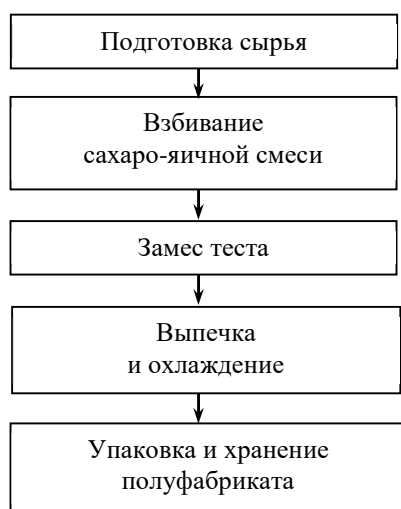 Подготовка сырья
Взбивание
сахаро-яичной смеси
Замес теста
Выпечка
и охлаждение
Упаковка и хранение
полуфабриката